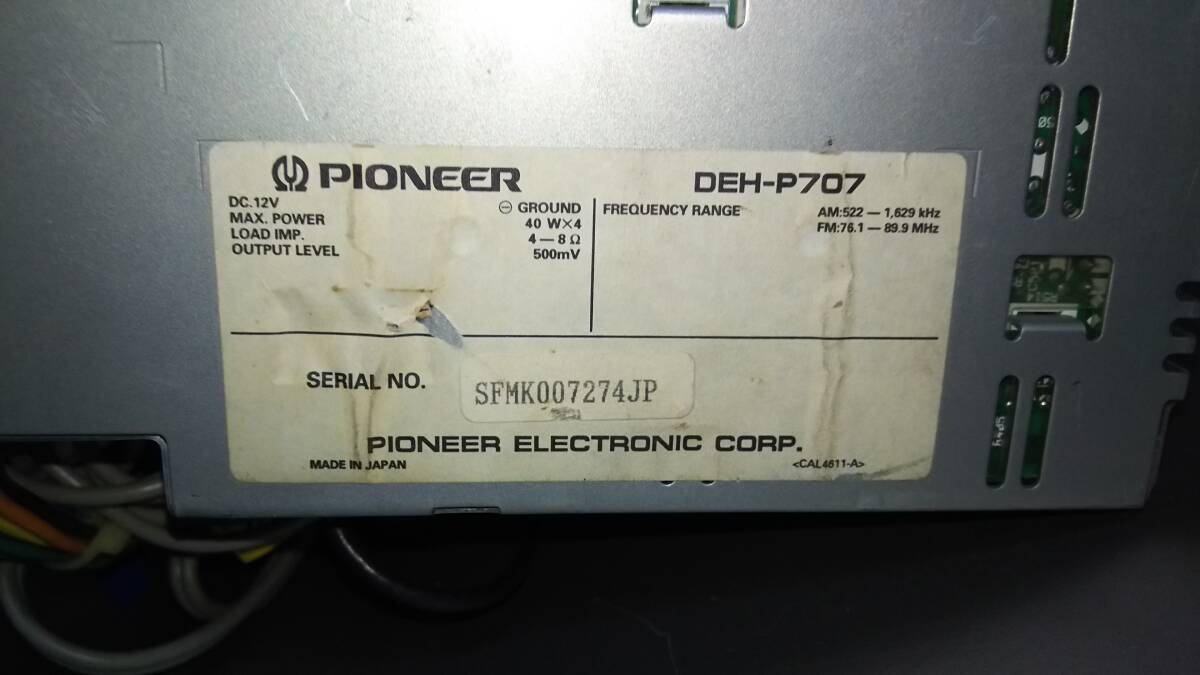 PIONEER
DEH-P707
DC.12V ⊖ GROUND
MAX. POWER 40 W×4
LOAD IMP. 4 — 8 Ω
OUTPUT LEVEL 500mV
FREQUENCY RANGE AM:522 — 1,629 kHz
FM:76.1 — 89.9 MHz
SERIAL NO. SFMK007274JP
PIONEER ELECTRONIC CORP.
MADE IN JAPAN <CAL4611-A>